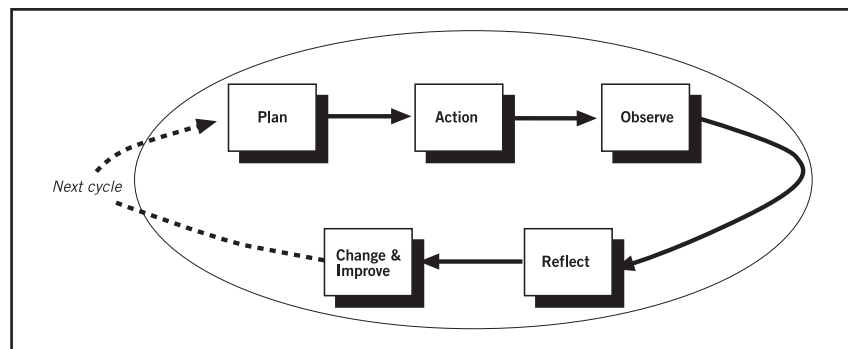 Plan
Action
Observe
Next cycle
Change &
Improve
Reflect